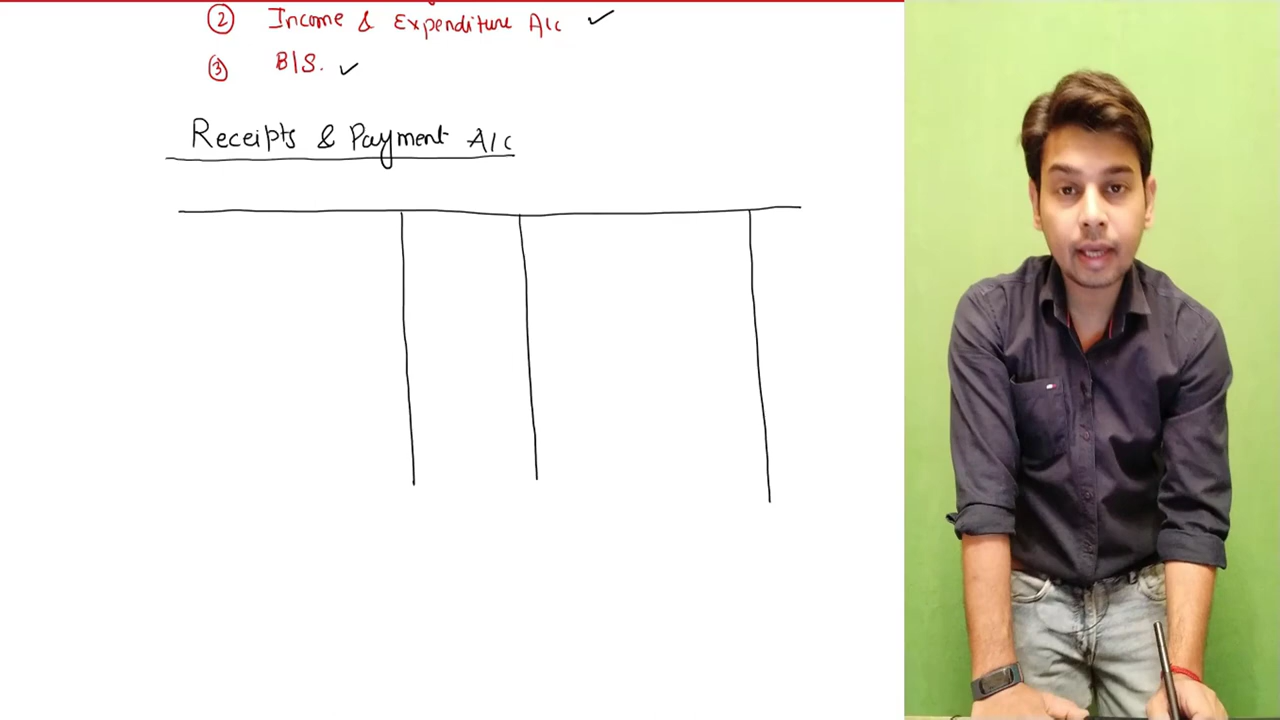 ② Income & Expenditure A/c ✓
③ B/S. ✓
Receipts & Payment A/c